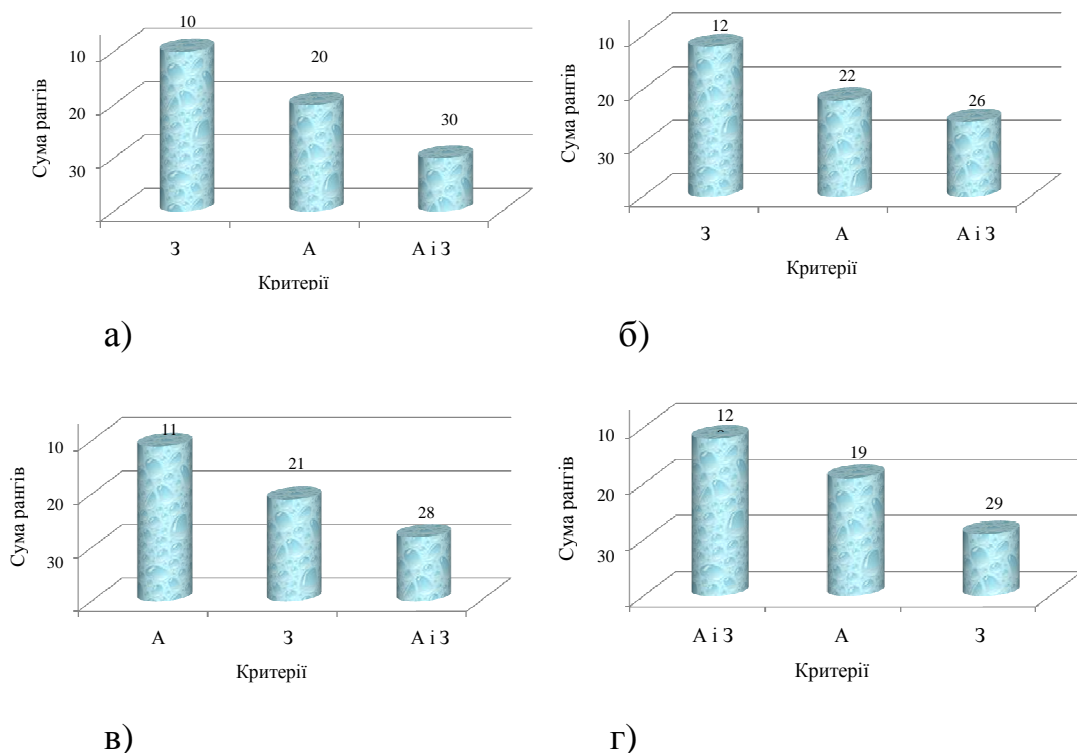 10
20
30
10
20
30
Сума рангів
З
А
А і З
Критерії
а)
12
22
26
10
20
30
Сума рангів
З
А
А і З
Критерії
б)
11
21
28
10
20
30
Сума рангів
А
З
А і З
Критерії
в)
12
19
29
10
20
30
Сума рангів
А і З
А
З
Критерії
г)